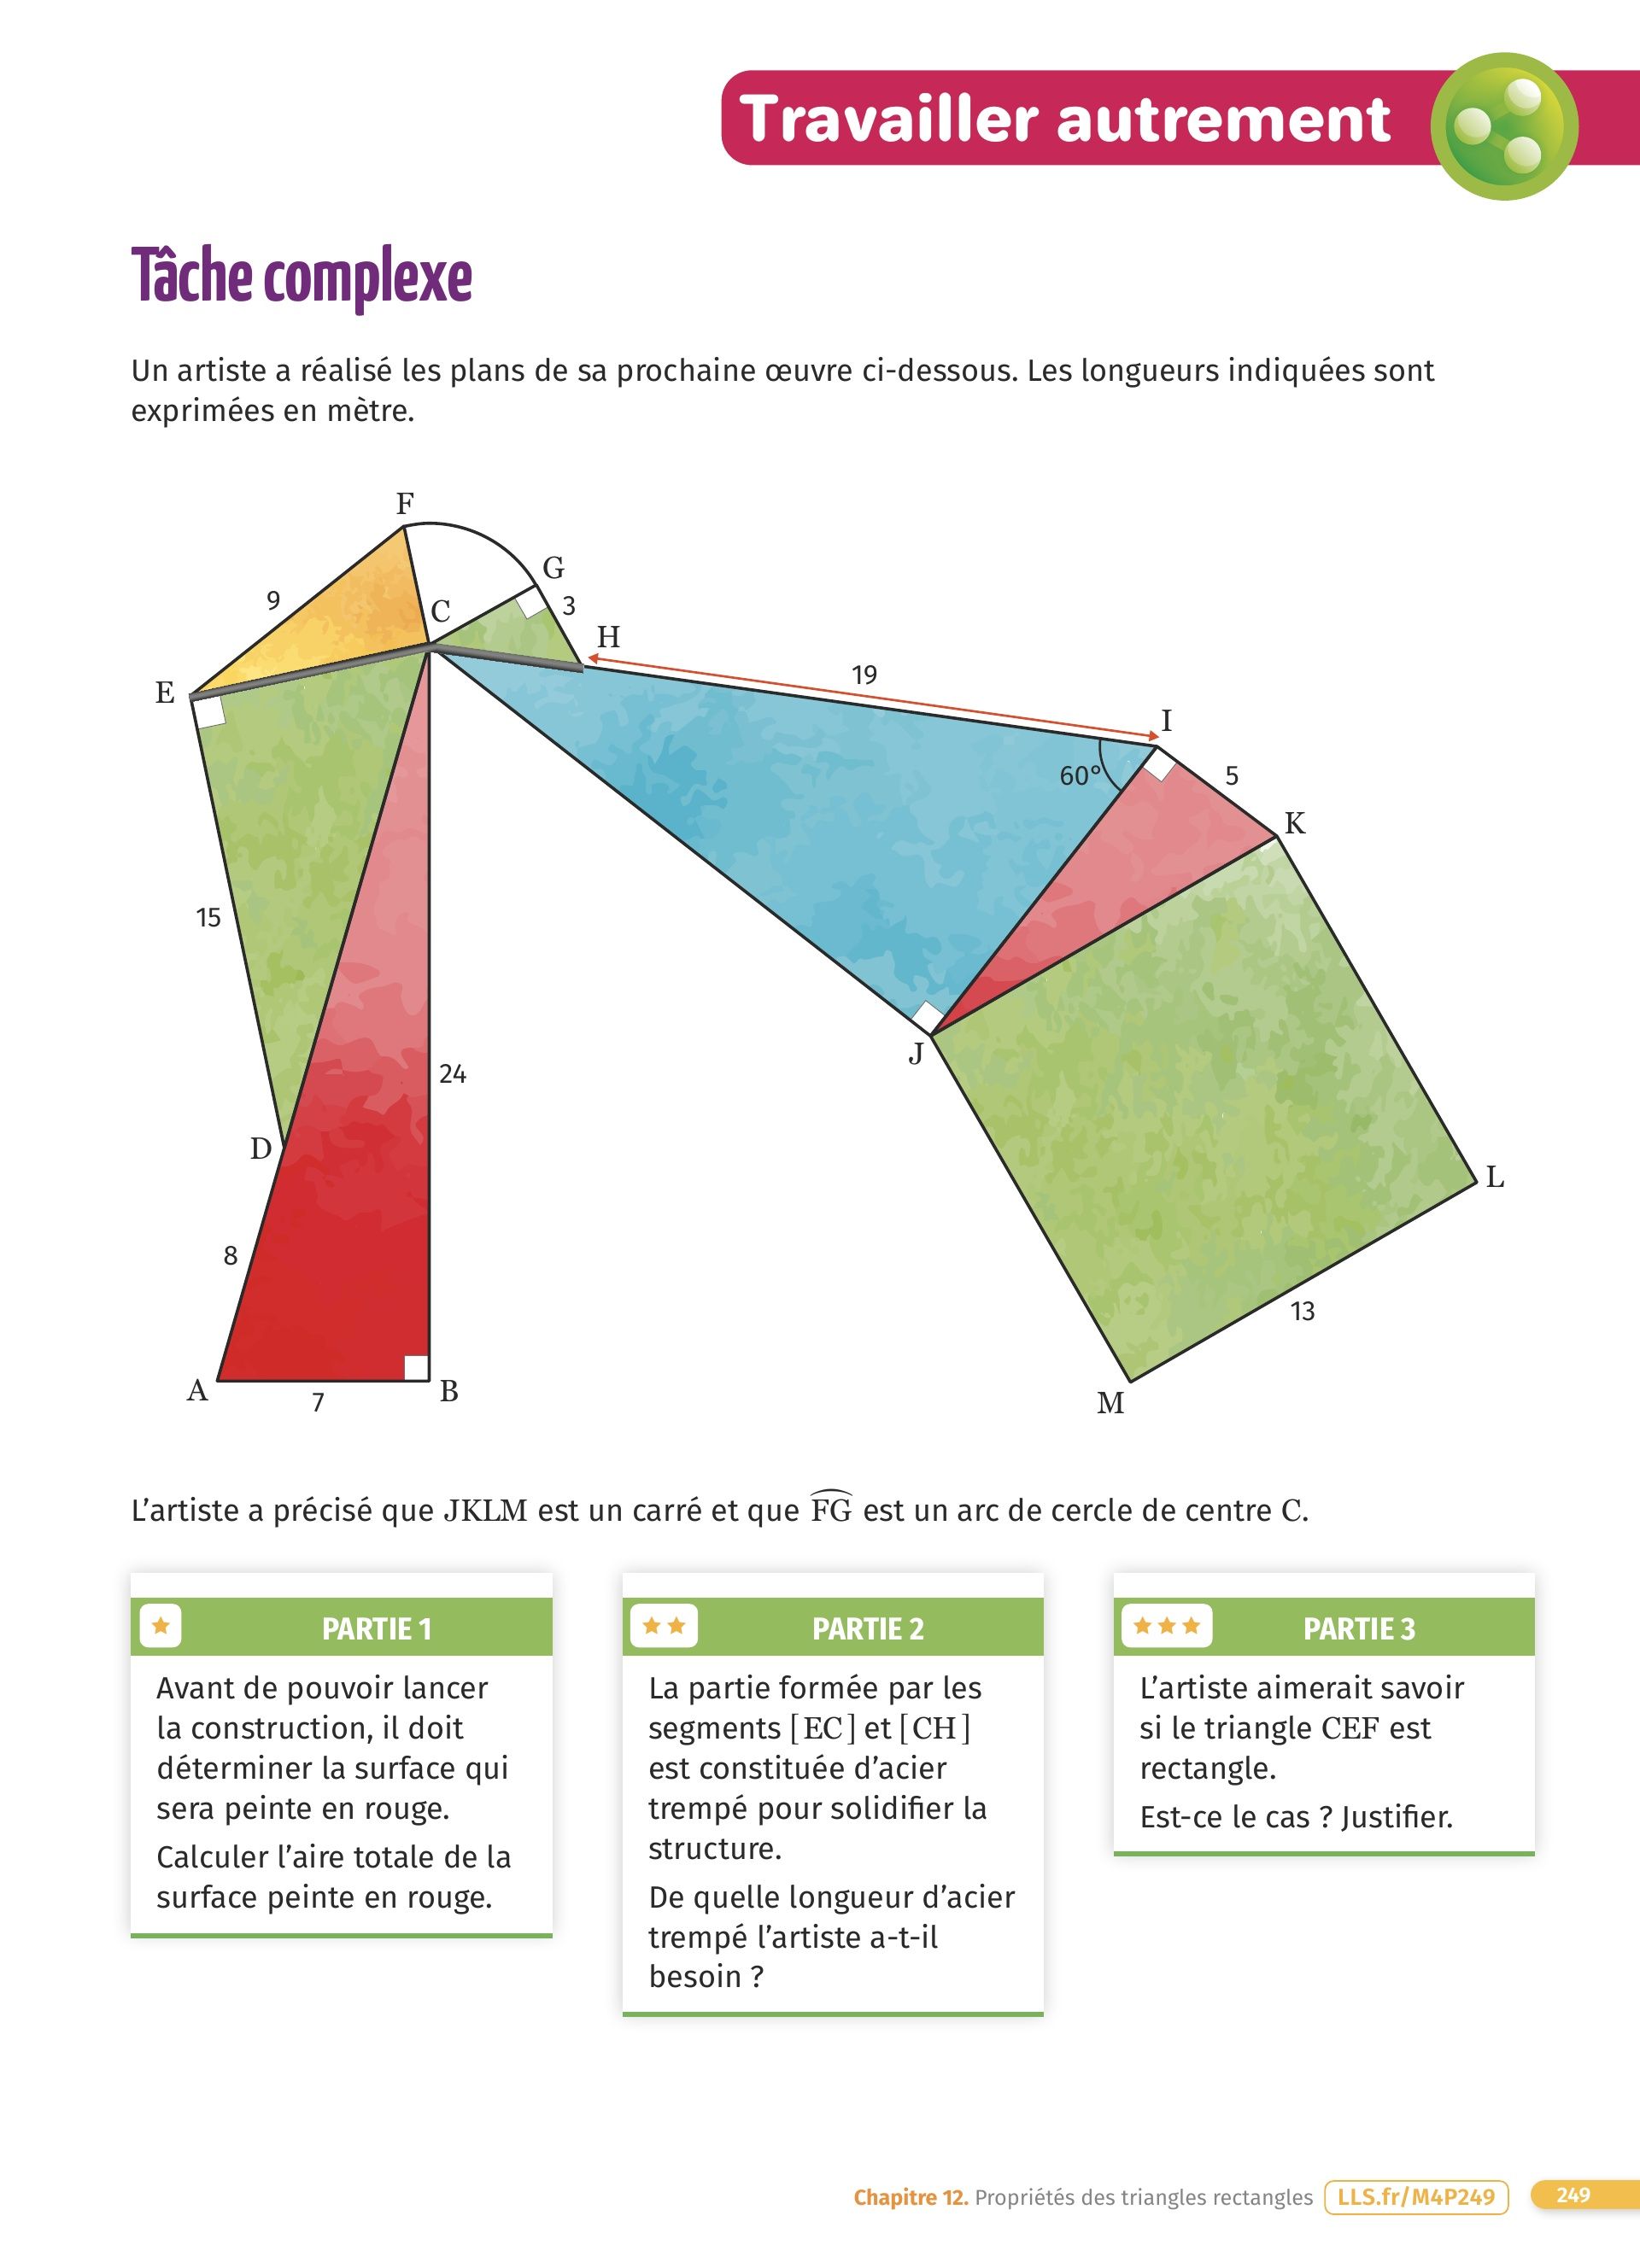 Travailler autrement
Tâche complexe
Un artiste a réalisé les plans de sa prochaine œuvre ci-dessous. Les longueurs indiquées sont
exprimées en mètre.
F
G
9
C
3
H
E
19
I
60°
5
K
15
J
24
D
L
8
13
A
7
B
M
L’artiste a précisé que JKLM est un carré et que FG est un arc de cercle de centre C.
PARTIE 1
Avant de pouvoir lancer
la construction, il doit
déterminer la surface qui
sera peinte en rouge.
Calculer l’aire totale de la
surface peinte en rouge.
PARTIE 2
La partie formée par les
segments [EC] et [CH]
est constituée d’acier
trempé pour solidifier la
structure.
De quelle longueur d’acier
trempé l’artiste a-t-il
besoin ?
PARTIE 3
L’artiste aimerait savoir
si le triangle CEF est
rectangle.
Est-ce le cas ? Justifier.
Chapitre 12. Propriétés des triangles rectangles LLS.fr/M4P249 249